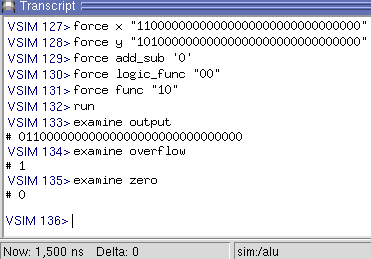 Transcript
VSIM 127> force x "11000000000000000000000000000000"
VSIM 128> force y "10100000000000000000000000000000"
VSIM 129> force add_sub '0'
VSIM 130> force logic_func "00"
VSIM 131> force func "10"
VSIM 132> run
VSIM 133> examine output
# 01100000000000000000000000000000
VSIM 134> examine overflow
# 1
VSIM 135> examine zero
# 0
VSIM 136>
Now: 1,500 ns Delta: 0 sim:/alu